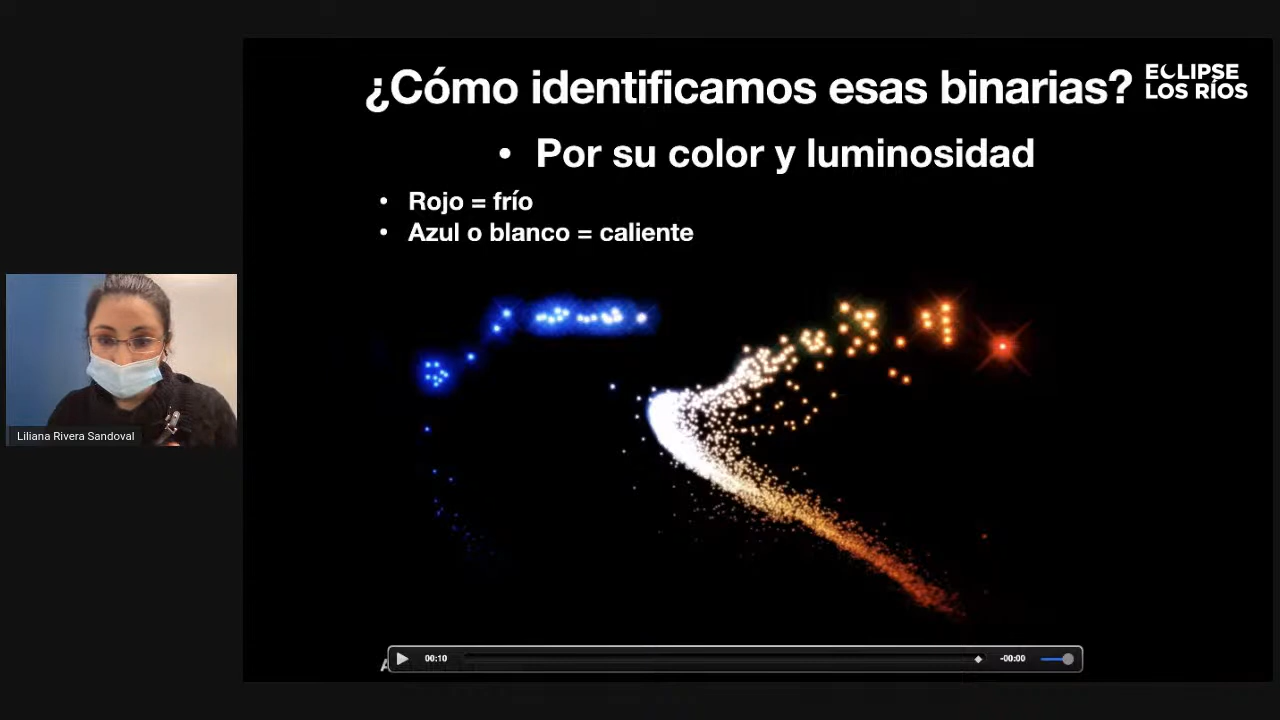 ¿Cómo identificamos esas binarias?
ECLIPSE
LOS RÍOS
• Por su color y luminosidad
• Rojo = frío
• Azul o blanco = caliente
Liliana Rivera Sandoval
00:10
-00:00